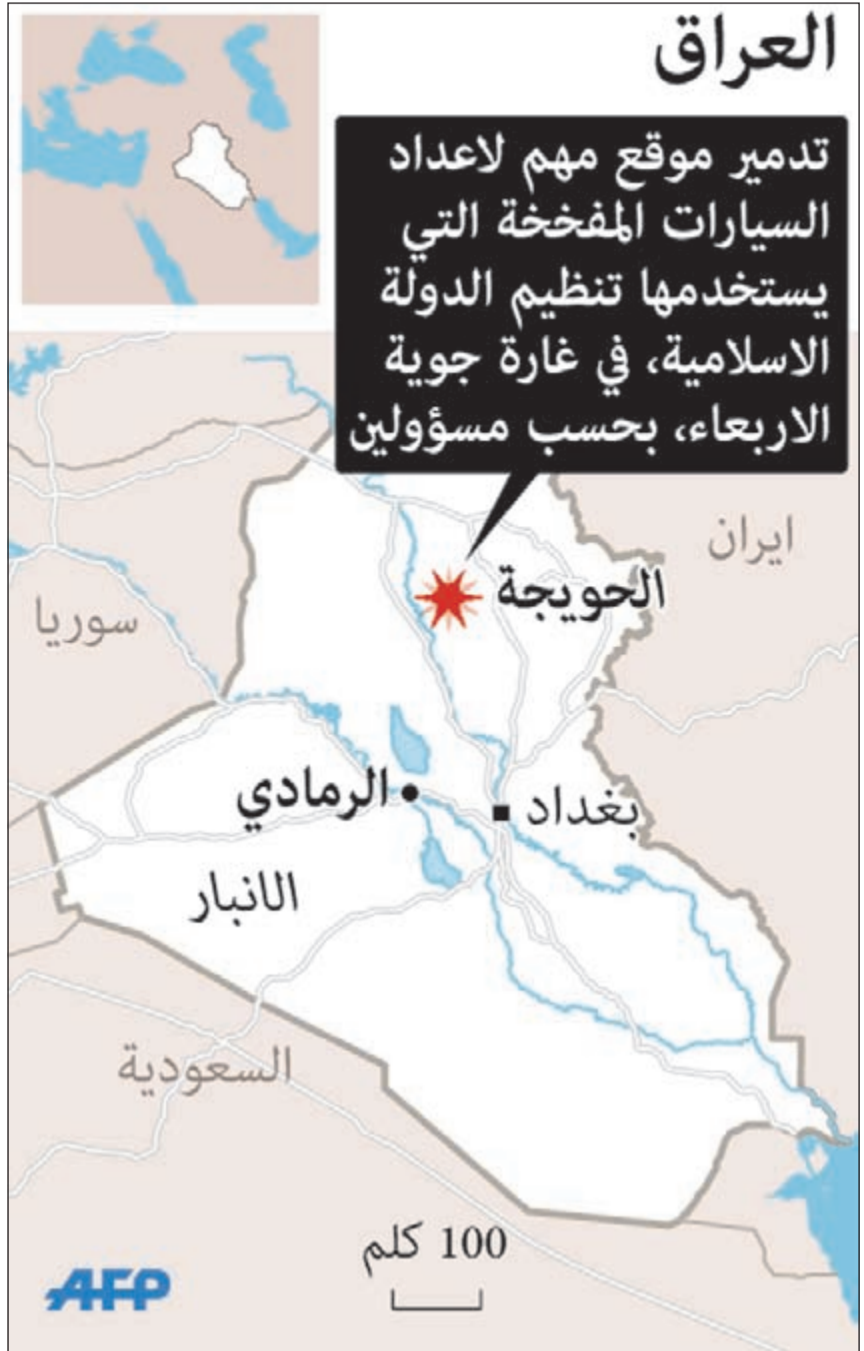 العراق
تدمير موقع مهم لاعداد
السيارات المفخخة التي
يستخدمها تنظيم الدولة
الاسلامية، في غارة جوية
الاربعاء، بحسب مسؤولين
ايران
الحويجة
سوريا
الرمادي
بغداد
الانبار
السعودية
100 كلم
AFP